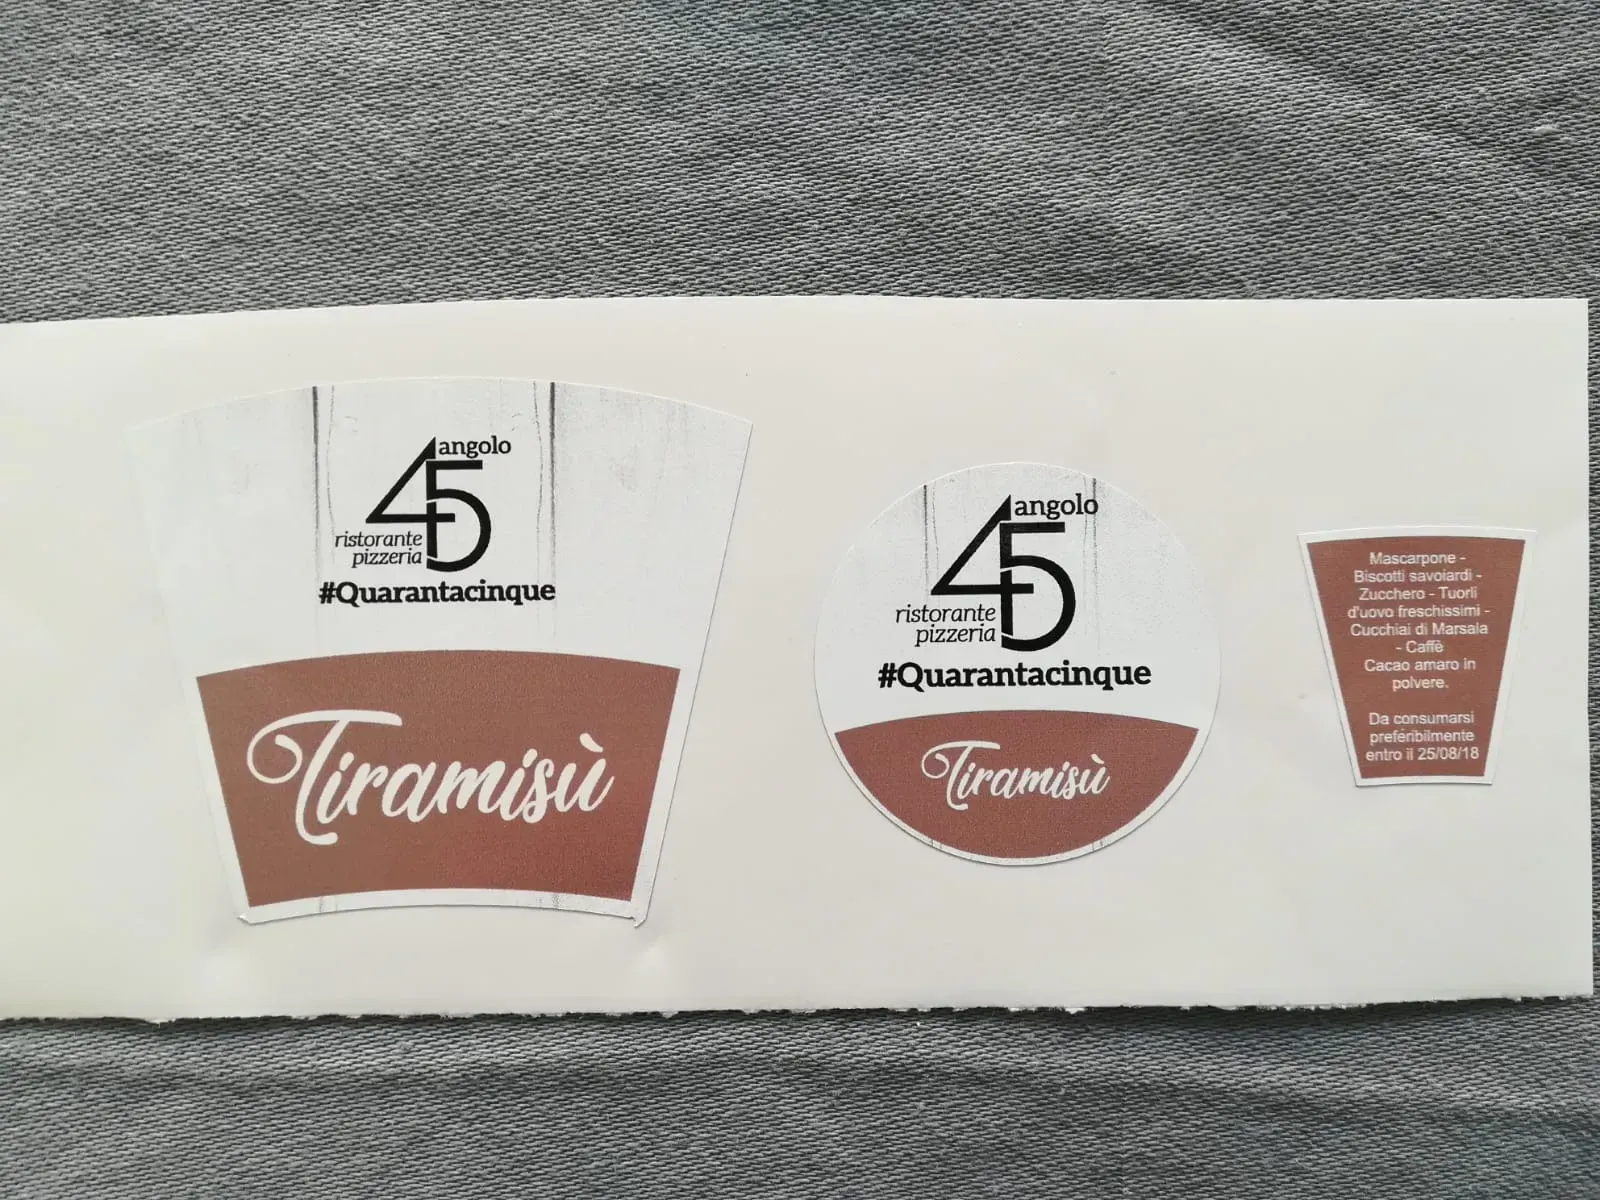 angolo
45
ristorante
pizzeria
#Quarantacinque
Tiramisù
angolo
45
ristorante
pizzeria
#Quarantacinque
Tiramisù
Mascarpone -
Biscotti savoiardi -
Zucchero - Tuorli
d'uovo freschissimi -
Cucchiai di Marsala
- Caffè
Cacao amaro in
polvere.
Da consumarsi
preferibilmente
entro il 25/08/18